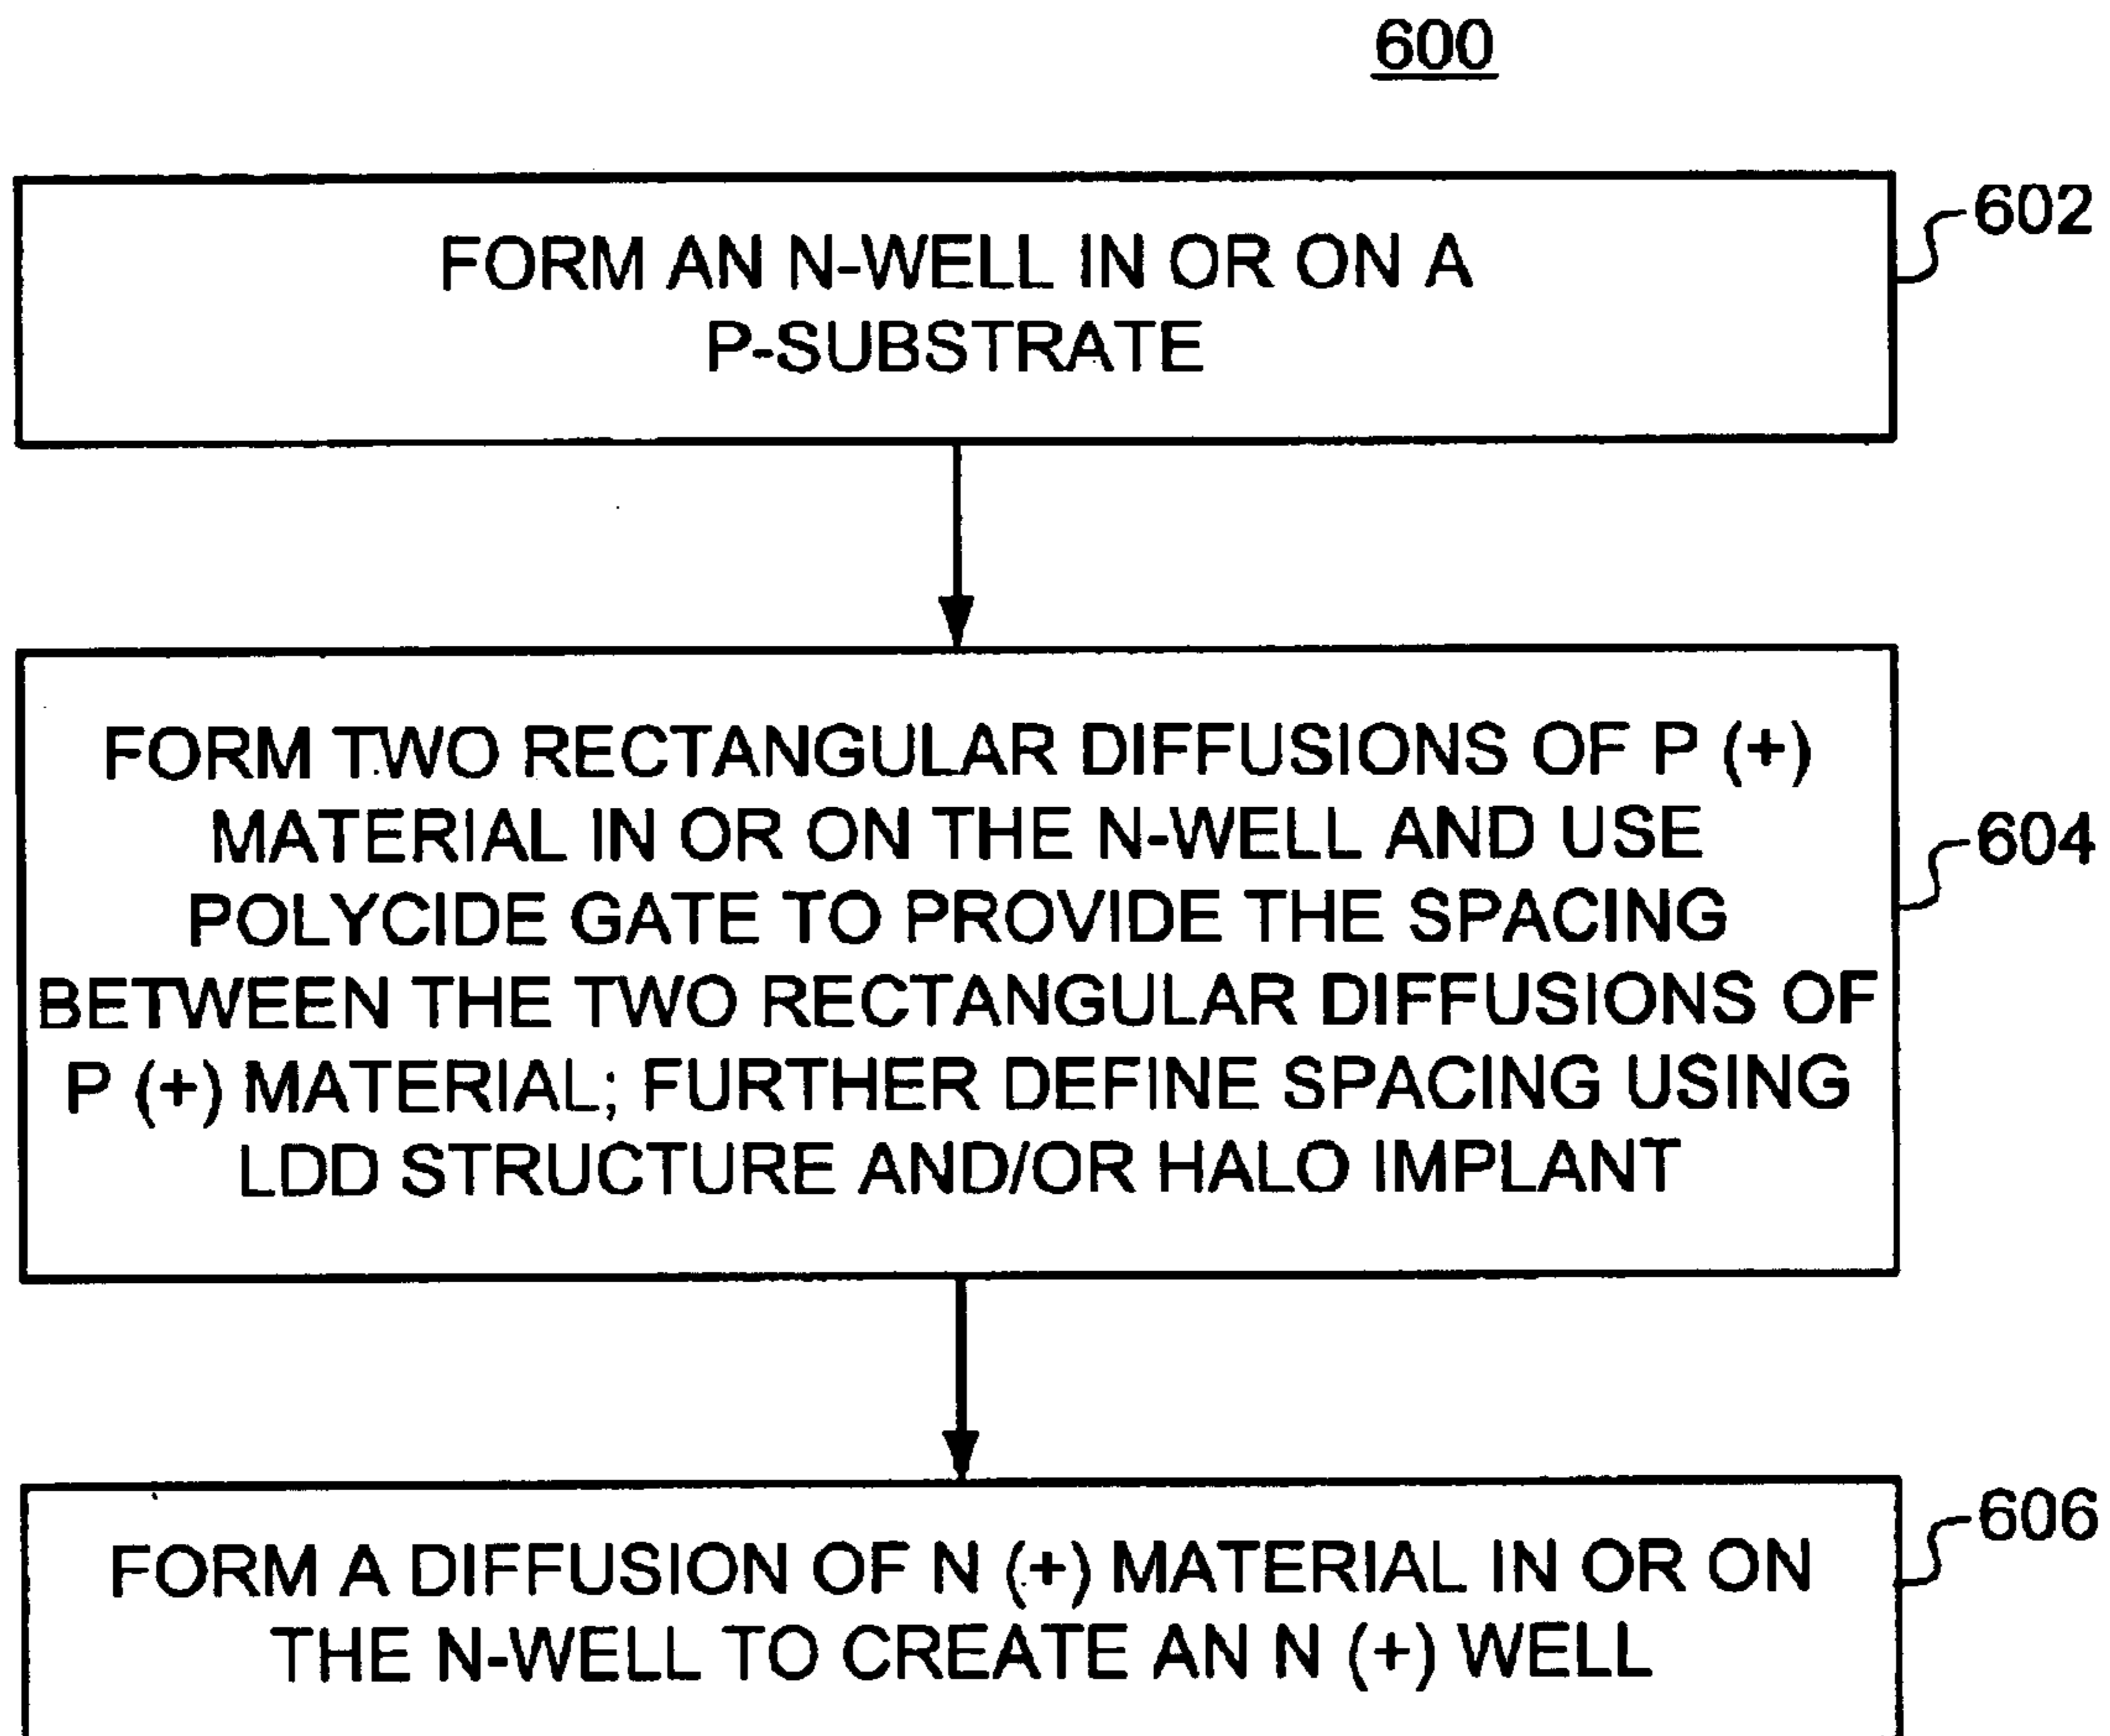 600
602
FORM AN N-WELL IN OR ON A
P-SUBSTRATE
FORM TWO RECTANGULAR DIFFUSIONS OF P (+)
MATERIAL IN OR ON THE N-WELL AND USE
POLYCIDE GATE TO PROVIDE THE SPACING
BETWEEN THE TWO RECTANGULAR DIFFUSIONS OF
P (+) MATERIAL; FURTHER DEFINE SPACING USING
LDD STRUCTURE AND/OR HALO IMPLANT
604
606
FORM A DIFFUSION OF N (+) MATERIAL IN OR ON
THE N-WELL TO CREATE AN N (+) WELL